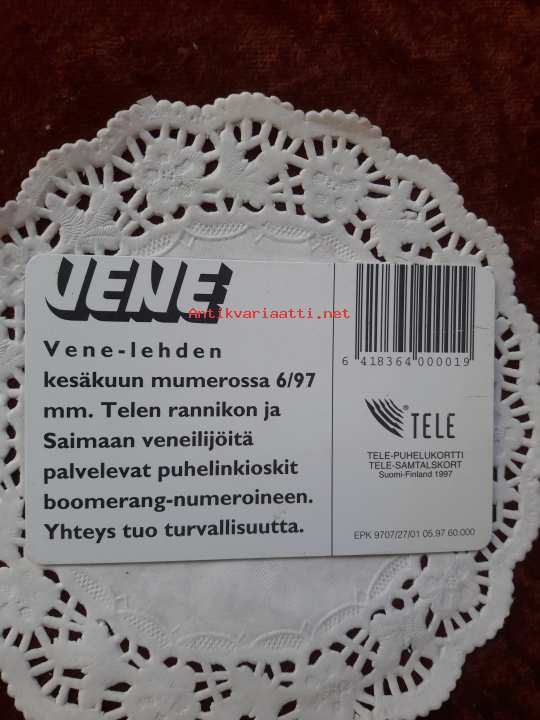 VENE
Antikvariaatti.net
Vene-lehden
kesäkuun mumerossa 6/97
mm. Telen rannikon ja
Saimaan veneilijöitä
palvelevat puhelinkioskit
boomerang-numeroineen.
Yhteys tuo turvallisuutta.
6 418364 000019
TELE
TELE-PUHELUKORTTI
TELE-SAMTALSKORT
Suomi-Finland 1997
EPK 9707/27/01 05.97 60:000